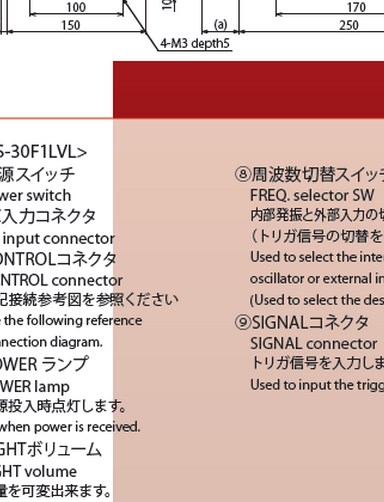 100
170
150
(a)
250
10
4-M3 depth5
S-30F1LVL>
源スイッチ
wer switch
入力コネクタ
input connector
ONTROLコネクタ
NTROL connector
記接続参考図を参照ください
the following reference
nection diagram.
OWER ランプ
WER lamp
源投入時点灯します。
when power is received.
GHTボリューム
GHT volume
量を可変出来ます。
⑧周波数切替スイッチ
FREQ. selector SW
内部発振と外部入力の切
（トリガ信号の切替を
Used to select the inte
oscillator or external in
(Used to select the des
⑨SIGNALコネクタ
SIGNAL connector
トリガ信号を入力しま
Used to input the trigg